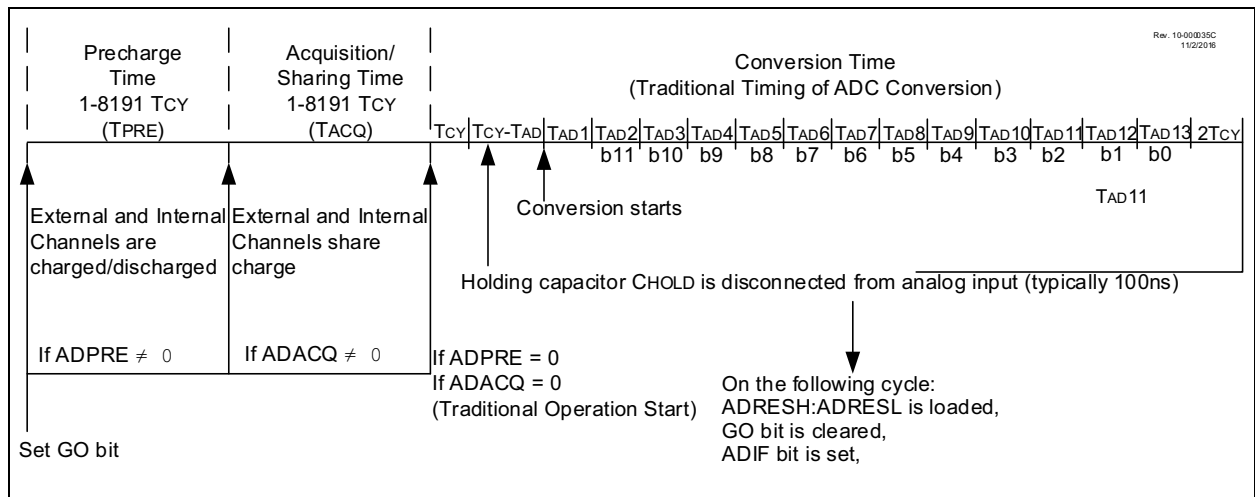 Rev. 10-000035C
11/2/2016
Precharge
Time
1-8191 TCY
(TPRE)
Acquisition/
Sharing Time
1-8191 TCY
(TACQ)
Conversion Time
(Traditional Timing of ADC Conversion)
TCY TCY-TAD TAD1 TAD2 TAD3 TAD4 TAD5 TAD6 TAD7 TAD8 TAD9 TAD10 TAD11 TAD12 TAD13 2TCY
b11 b10 b9 b8 b7 b6 b5 b4 b3 b2 b1 b0
TAD11
External and Internal
Channels are
charged/discharged
External and Internal
Channels share
charge
Conversion starts
Holding capacitor CHOLD is disconnected from analog input (typically 100ns)
If ADPRE ≠ 0
If ADACQ ≠ 0
If ADPRE = 0
If ADACQ = 0
(Traditional Operation Start)
On the following cycle:
ADRESH:ADRESL is loaded,
GO bit is cleared,
ADIF bit is set,
Set GO bit